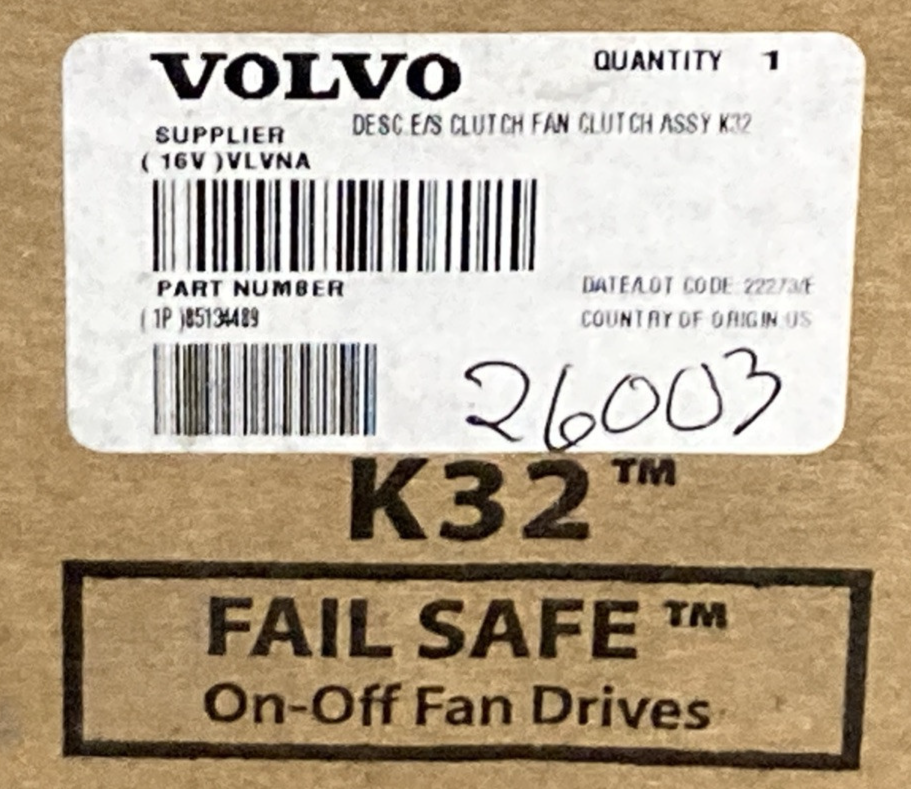 VOLVO
QUANTITY 1
DESC.E/S CLUTCH FAN CLUTCH ASSY K32
SUPPLIER
( 16V )VLVNA
PART NUMBER
( 1P )85134489
DATE/LOT CODE 22273/E
COUNTRY OF ORIGIN US
26003
K32™
FAIL SAFE™
On-Off Fan Drives